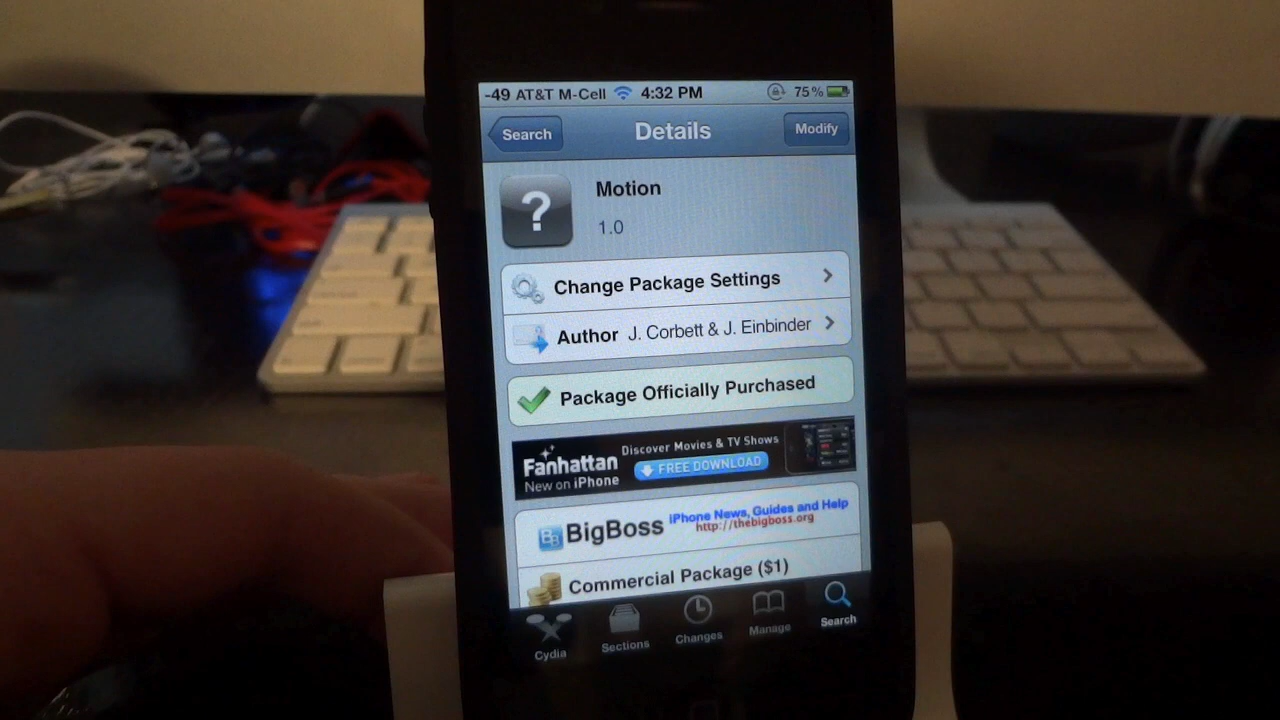 -49 AT&T M-Cell 4:32 PM 75%
Search Details Modify
?
Motion
1.0
Change Package Settings
Author J. Corbett & J. Einbinder
Package Officially Purchased
Discover Movies & TV Shows
Fanhattan
FREE DOWNLOAD
New on iPhone
BigBoss
iPhone News, Guides and Help
http://thebigboss.org
Commercial Package ($1)
Cydia Sections Changes Manage Search